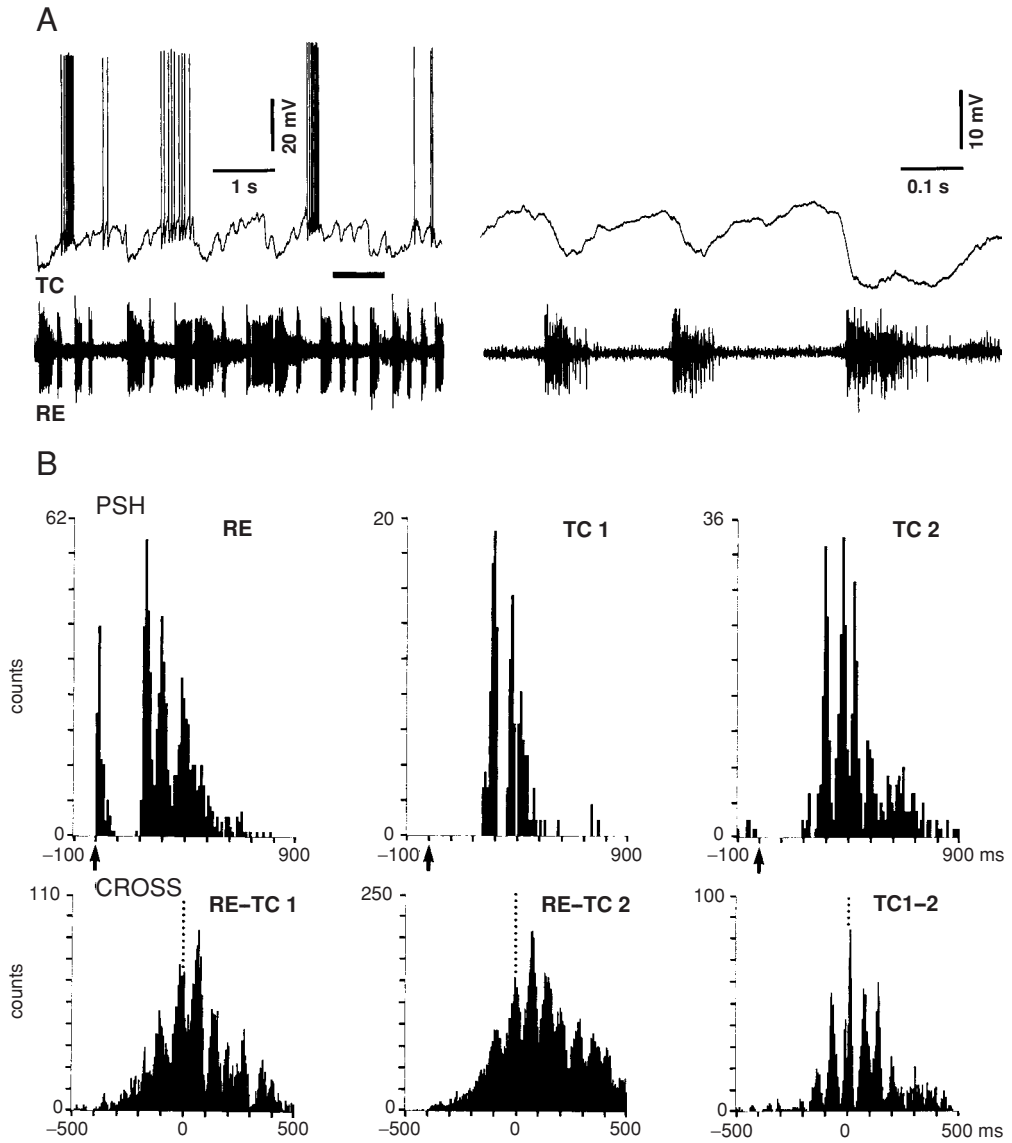 A
20 mV
1 s
10 mV
0.1 s
TC
RE
B
PSH
RE
TC 1
TC 2
62
20
36
counts
0
0
0
–100
900
–100
900
–100
900 ms
CROSS
RE–TC 1
RE–TC 2
TC1–2
110
250
100
counts
0
0
0
–500
0
500
–500
0
500
–500
0
500 ms